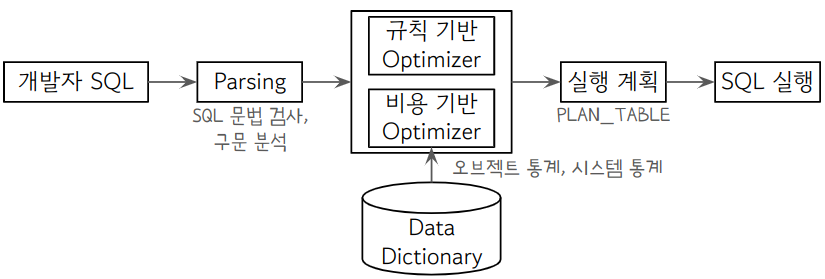 개발자 SQL
Parsing
SQL 문법 검사,
구문 분석
규칙 기반
Optimizer
비용 기반
Optimizer
실행 계획
PLAN_TABLE
SQL 실행
오브젝트 통계, 시스템 통계
Data
Dictionary